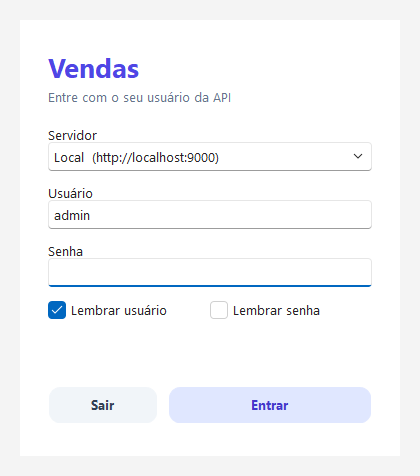 Vendas
Entre com o seu usuário da API
Servidor
Local  (http://localhost:9000)
Usuário
admin
Senha
Lembrar usuário
Lembrar senha
Sair
Entrar